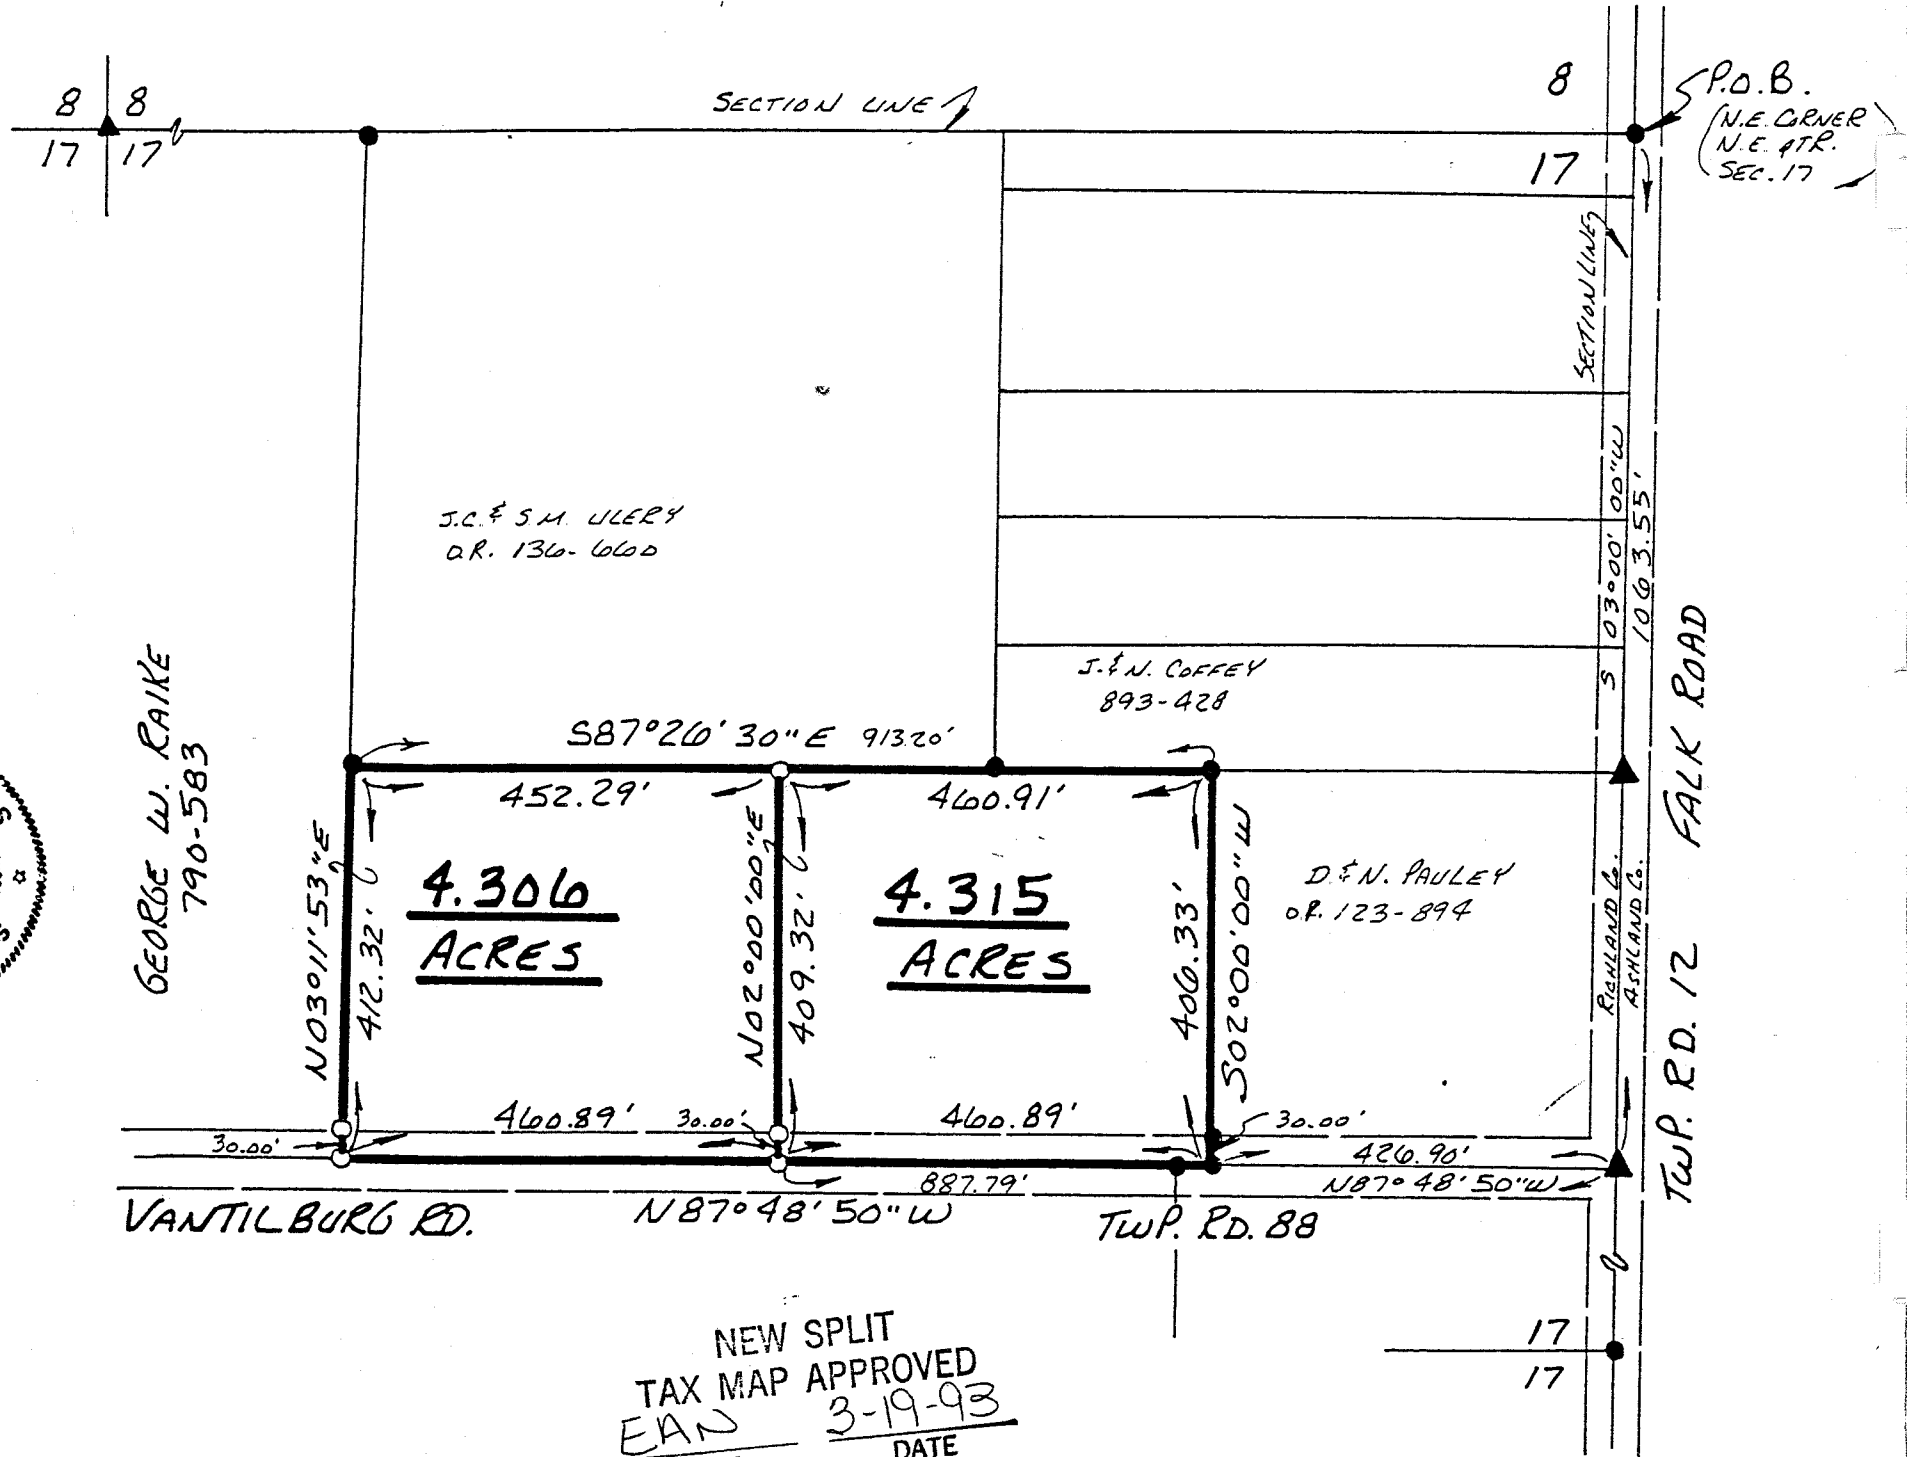 8 8
17 17
SECTION LINE
8
17
P.O.B.
(N.E. CORNER
N.E. QTR.
SEC. 17
SECTION LINE
S 03°00' 00"W
1063.55'
J.C. & S.M. ULERY
O.R. 136-660
J. & N. COFFEY
893-428
GEORGE W. RAIKE
790-583
S87°26'30"E 913.20'
452.29'
460.91'
N03°11'53"E
412.32'
4.306
ACRES
N02°00'00"E
409.32'
4.315
ACRES
406.33'
S02°00'00"W
D. & N. PAULEY
O.R. 123-894
RICHLAND Co.
ASHLAND Co.
FALK ROAD
TWP. RD. 12
460.89'
30.00'
460.89'
30.00'
30.00'
426.90'
887.79'
N87°48'50"W
VANTILBURG RD.
N87°48'50"W
TWP. RD. 88
17
17
NEW SPLIT
TAX MAP APPROVED
EAN 3-19-93
DATE